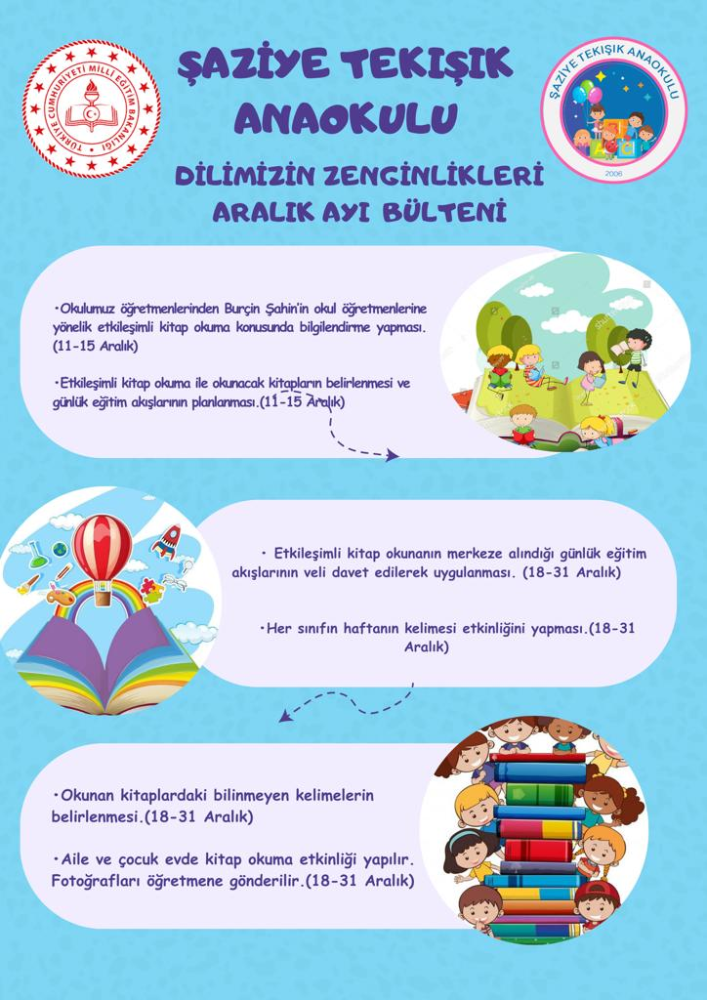 ŞAZİYE TEKIŞIK
ANAOKULU
DİLİMİZİN ZENGİNLİKLERİ
ARALIK AYI BÜLTENİ
TÜRKİYE CUMHURİYETİ MİLLÎ EĞİTİM BAKANLIĞI
ŞAZİYE TEKIŞIK ANAOKULU
2006
•Okulumuz öğretmenlerinden Burçin Şahin'in okul öğretmenlerine
yönelik etkileşimli kitap okuma konusunda bilgilendirme yapması.
(11-15 Aralık)
•Etkileşimli kitap okuma ile okunacak kitapların belirlenmesi ve
günlük eğitim akışlarının planlanması.(11-15 Aralık)
• Etkileşimli kitap okunanın merkeze alındığı günlük eğitim
akışlarının veli davet edilerek uygulanması. (18-31 Aralık)
•Her sınıfın haftanın kelimesi etkinliğini yapması.(18-31
Aralık)
•Okunan kitaplardaki bilinmeyen kelimelerin
belirlenmesi.(18-31 Aralık)
•Aile ve çocuk evde kitap okuma etkinliği yapılır.
Fotoğrafları öğretmene gönderilir.(18-31 Aralık)